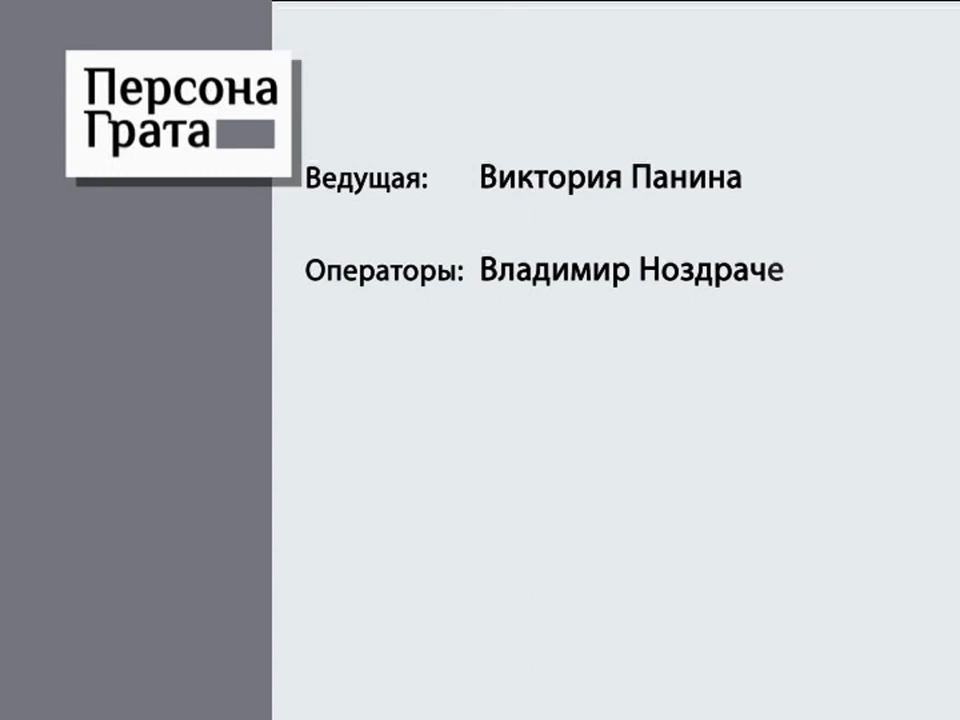 Персона
Грата
Ведущая: Виктория Панина
Операторы: Владимир Ноздраче